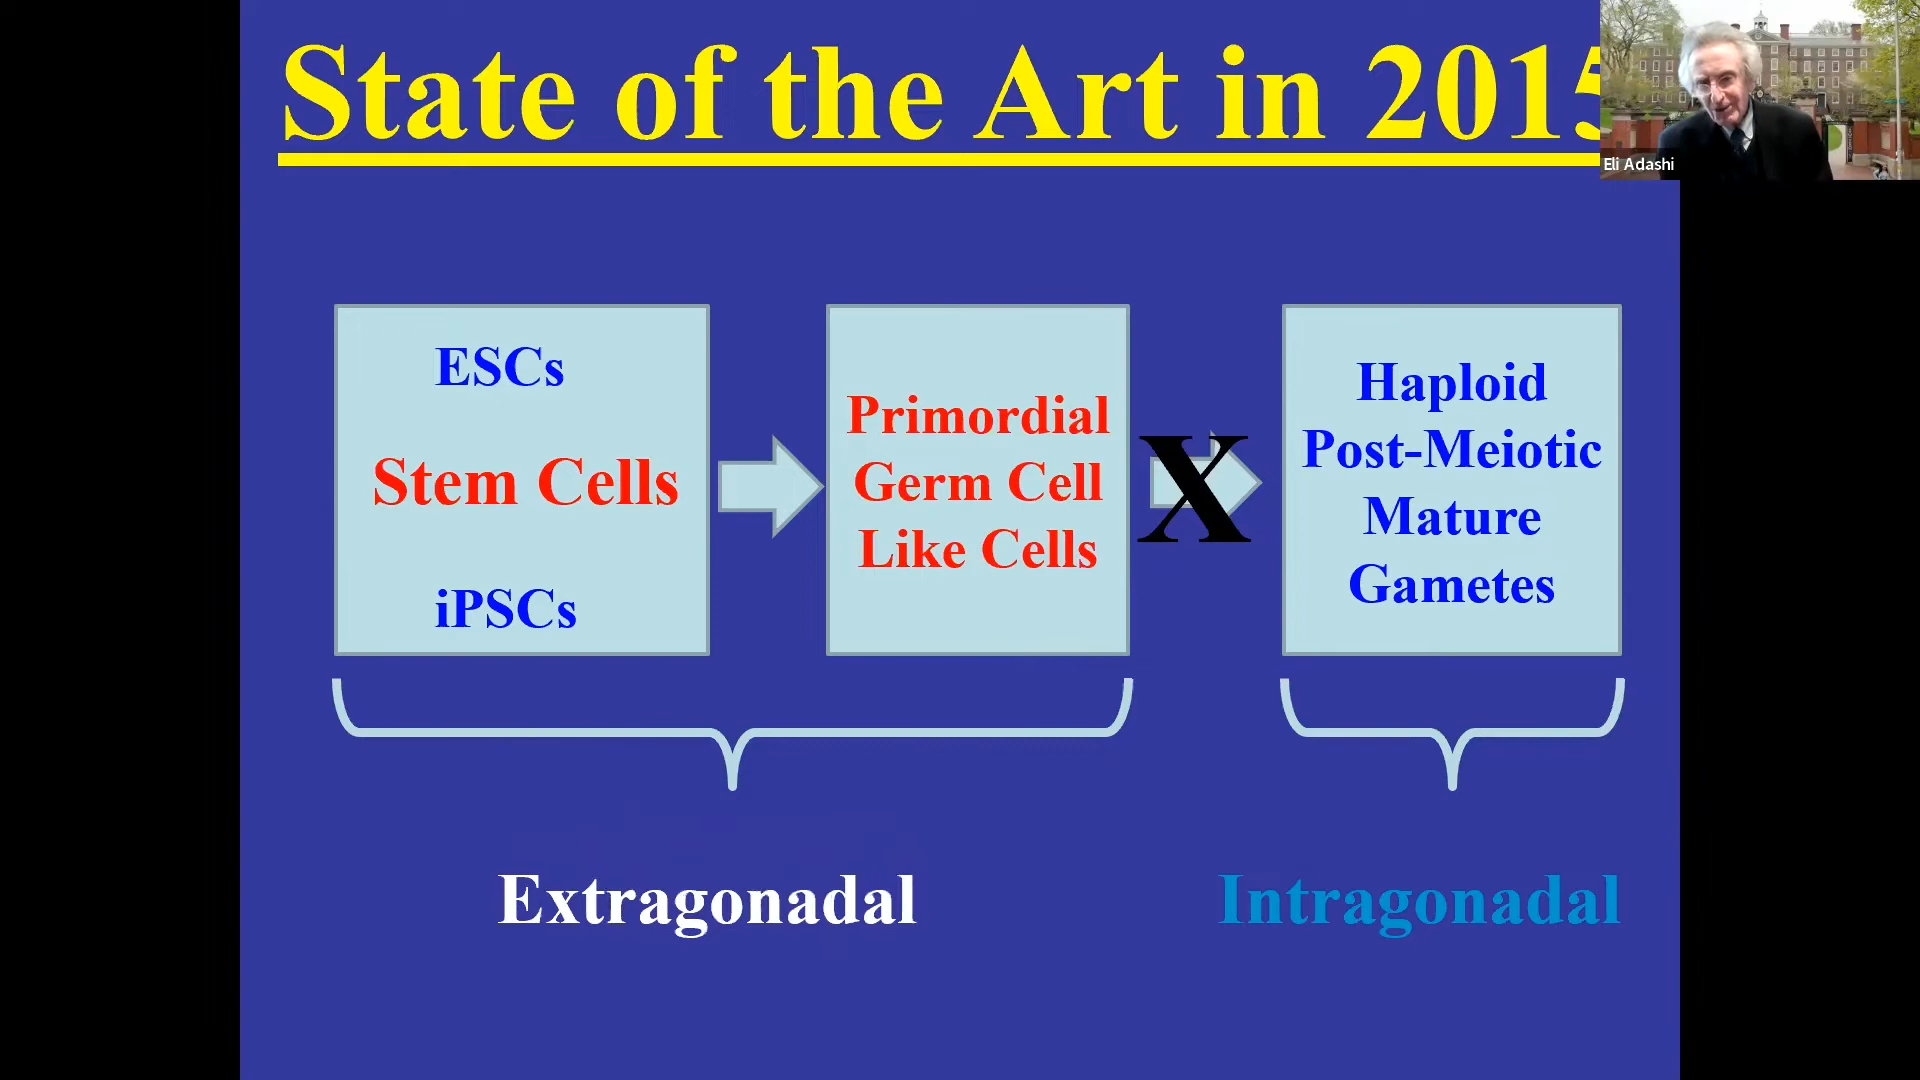 State of the Art in 2015
Eli Adashi
ESCs
Stem Cells
iPSCs
Primordial
Germ Cell
Like Cells
X
Haploid
Post-Meiotic
Mature
Gametes
Extragonadal
Intragonadal